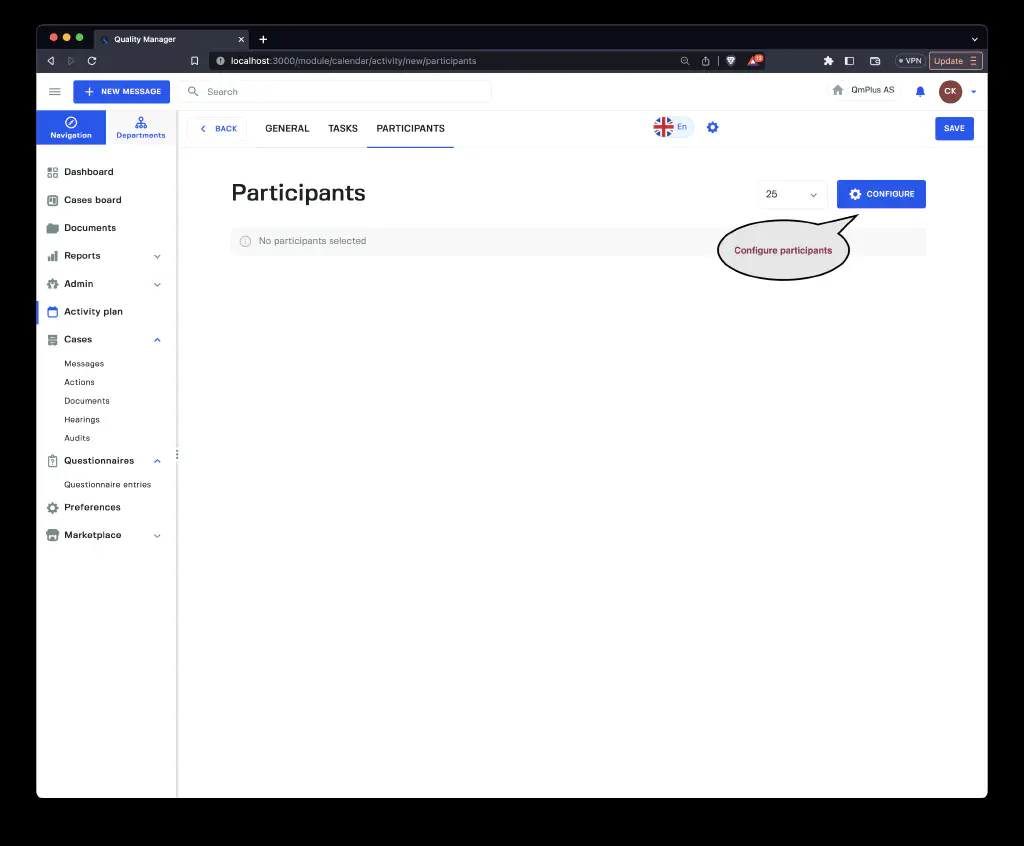 Quality Manager
localhost:3000/module/calendar/activity/new/participants
VPN
Update
NEW MESSAGE
Search
QmPlus AS
CK
Navigation
Departments
BACK
GENERAL
TASKS
PARTICIPANTS
En
SAVE
Dashboard
Cases board
Documents
Reports
Admin
Activity plan
Cases
Messages
Actions
Documents
Hearings
Audits
Questionnaires
Questionnaire entries
Preferences
Marketplace
Participants
25
CONFIGURE
No participants selected
Configure participants